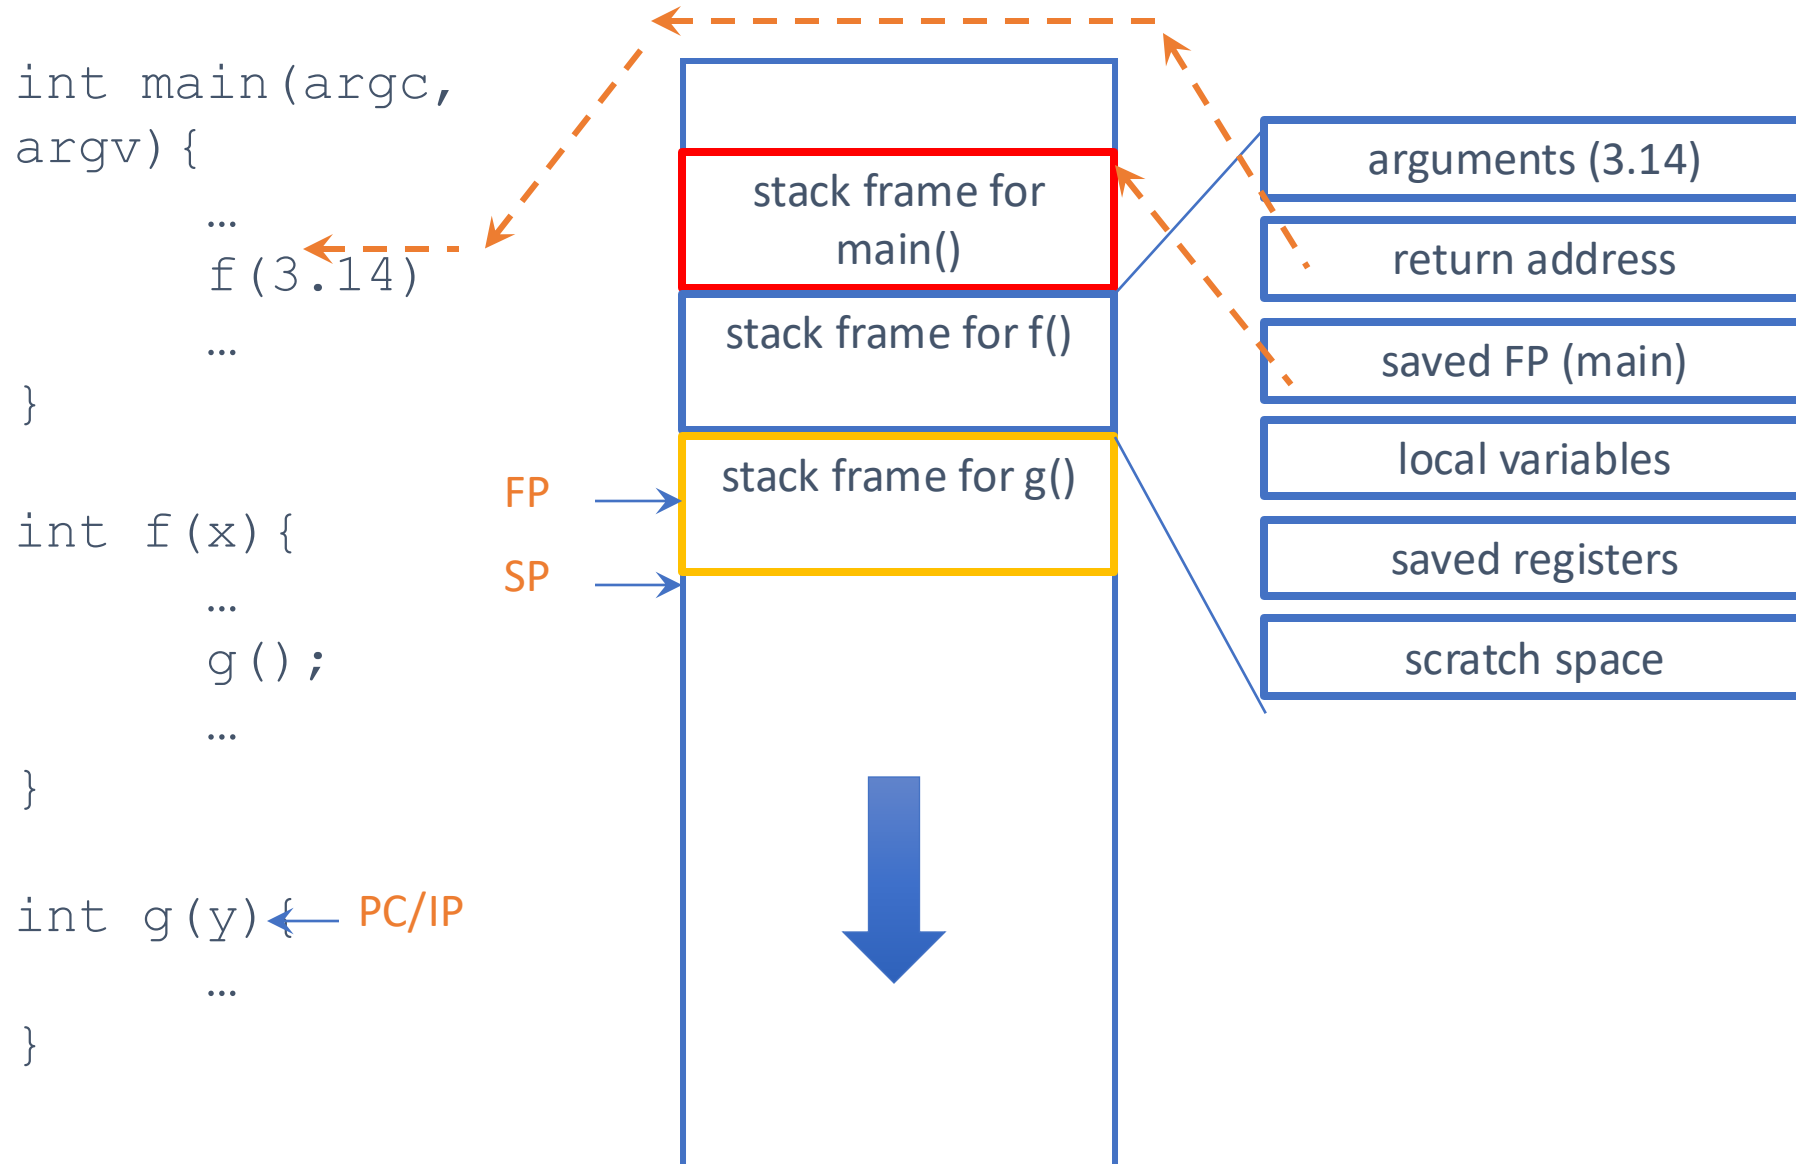 int main(argc,
argv){
…
f(3.14)
…
}
int f(x){
…
g();
…
}
int g(y){
…
}
PC/IP
FP
SP
stack frame for
main()
stack frame for f()
stack frame for g()
arguments (3.14)
return address
saved FP (main)
local variables
saved registers
scratch space